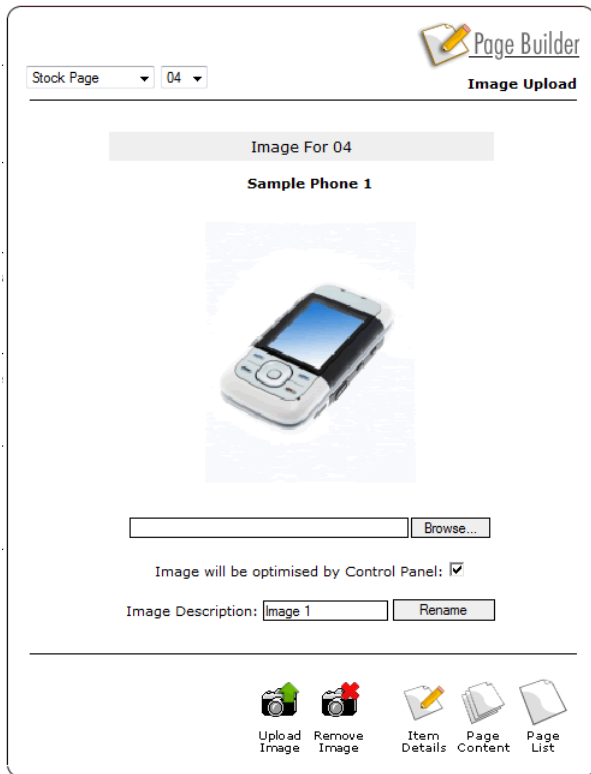 Page Builder
Stock Page 04
Image Upload
Image For 04
Sample Phone 1
Browse...
Image will be optimised by Control Panel:
Image Description: Image 1 Rename
Upload Image
Remove Image
Item Details
Page Content
Page List